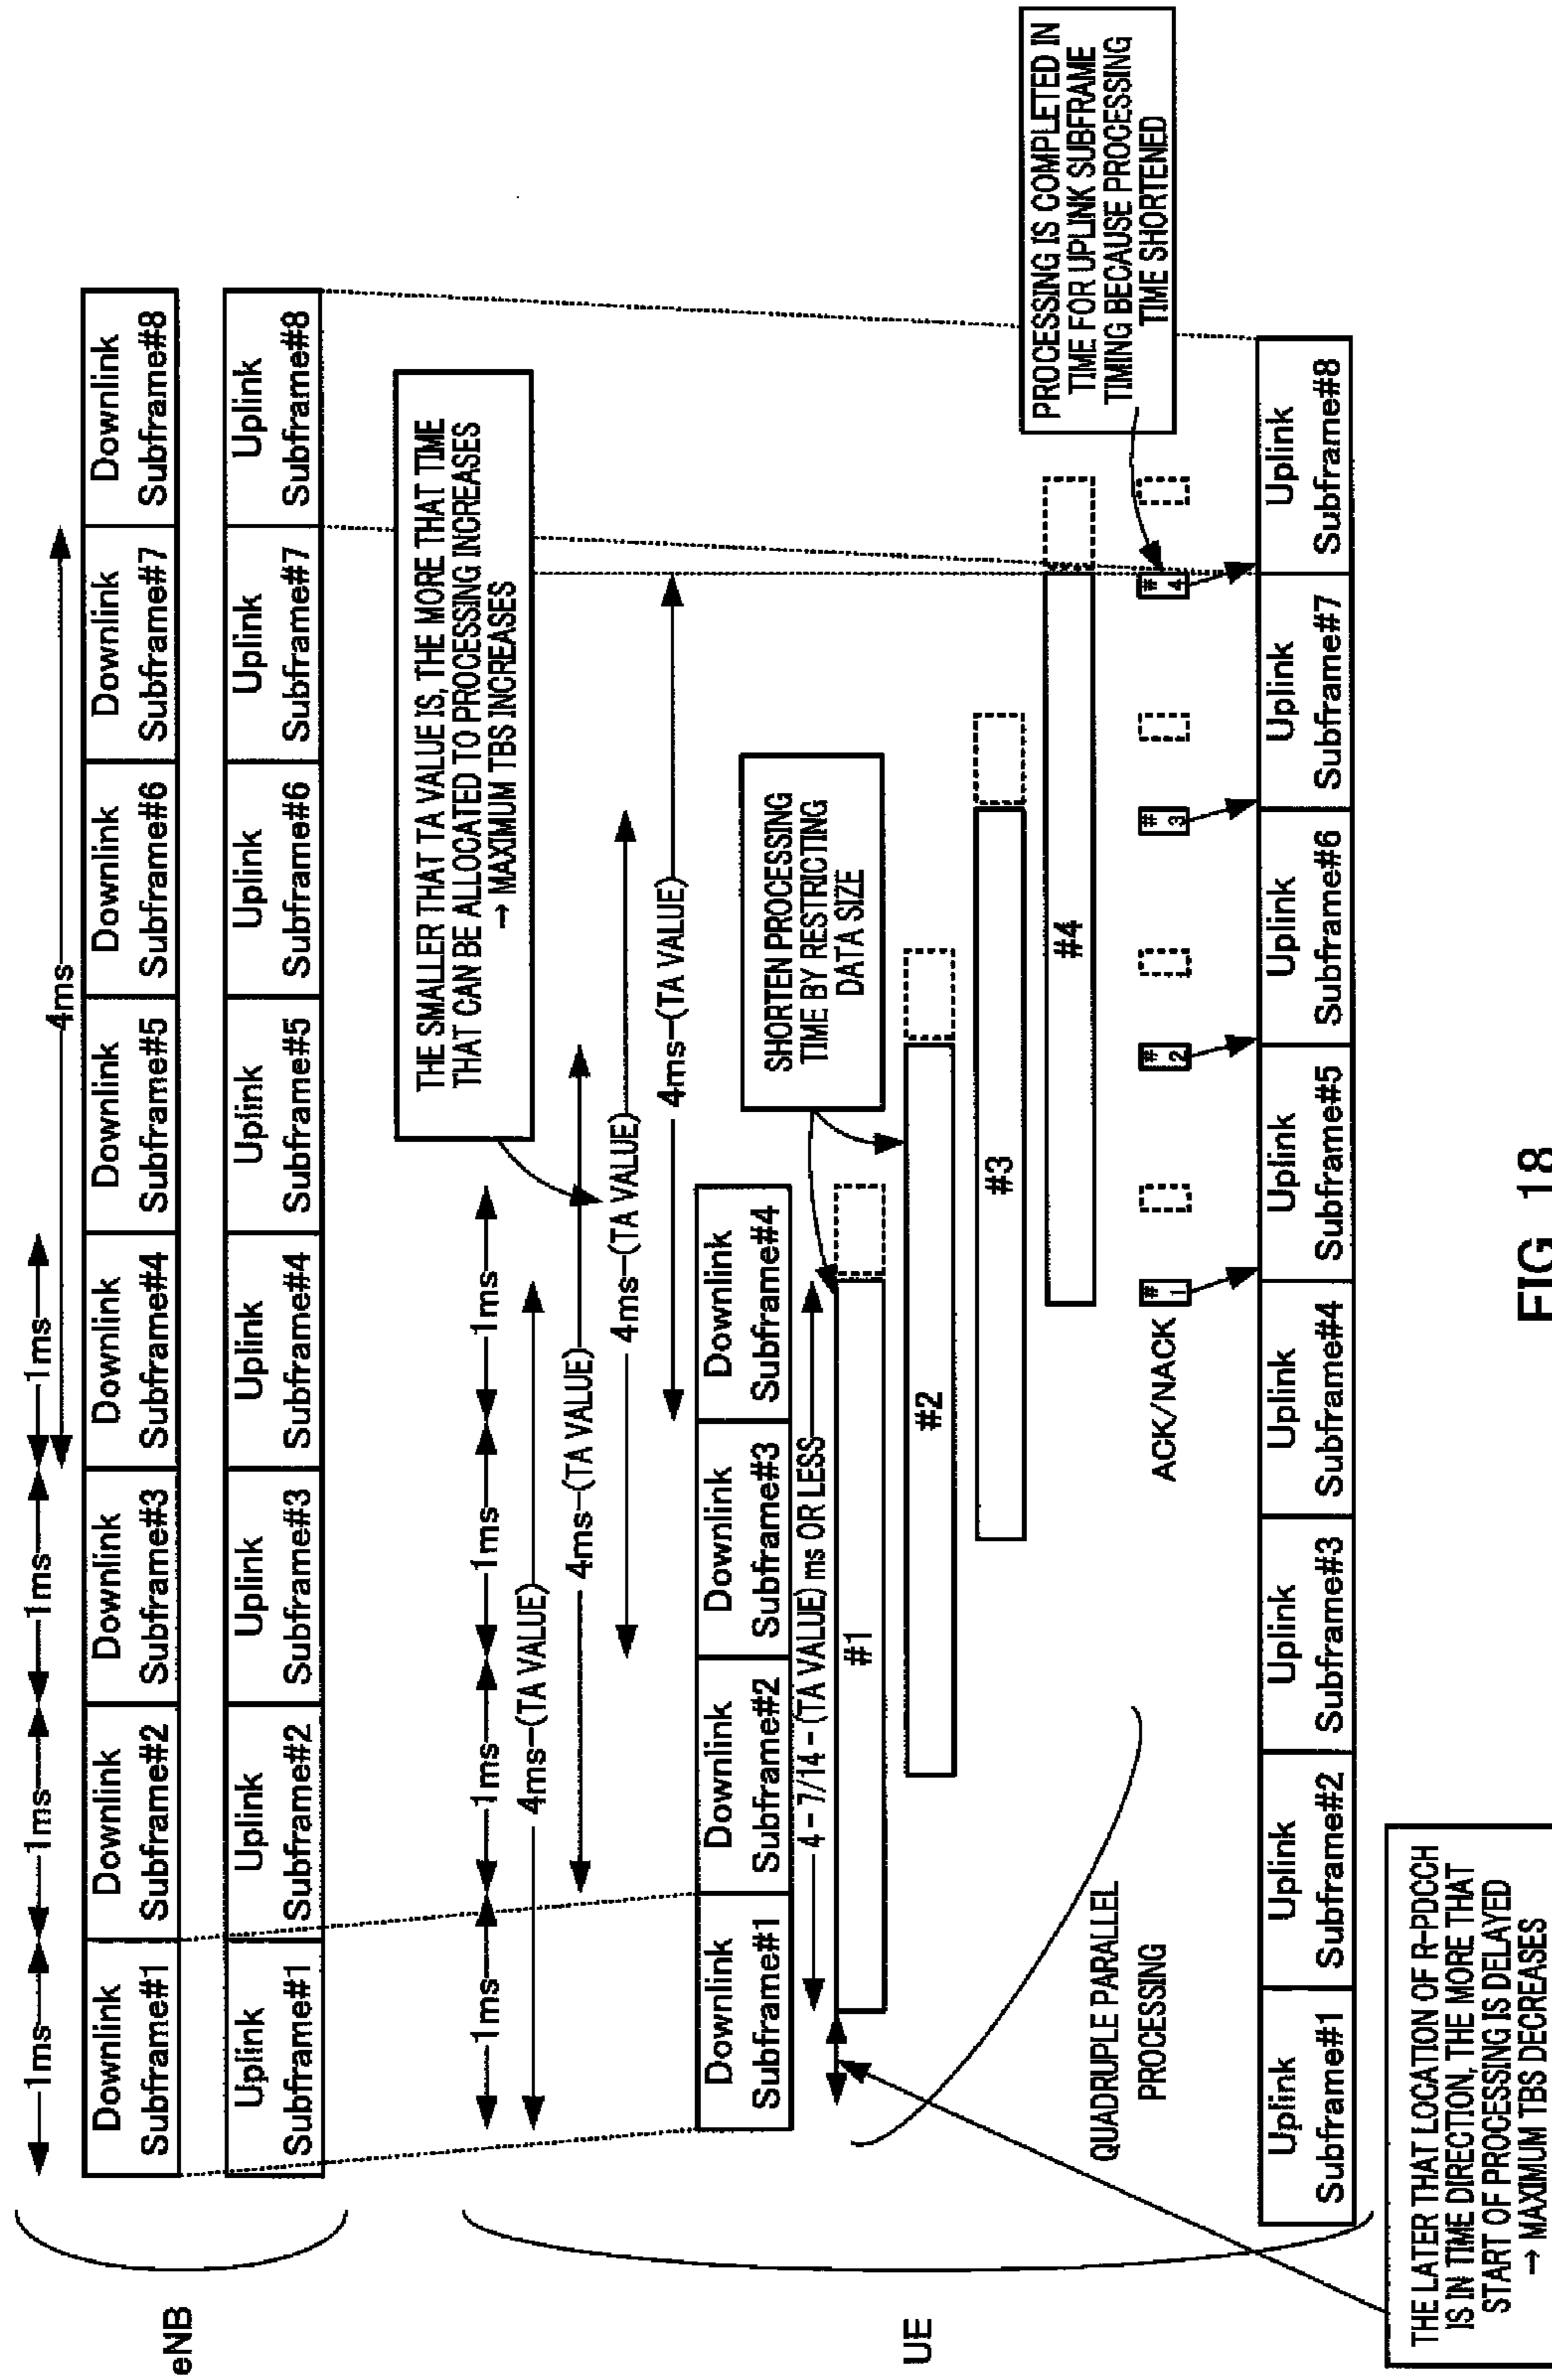 eNB
1ms
1ms
1ms
1ms
4ms
Downlink
Subframe#1
Downlink
Subframe#2
Downlink
Subframe#3
Downlink
Subframe#4
Downlink
Subframe#5
Downlink
Subframe#6
Downlink
Subframe#7
Downlink
Subframe#8
Uplink
Subframe#1
Uplink
Subframe#2
Uplink
Subframe#3
Uplink
Subframe#4
Uplink
Subframe#5
Uplink
Subframe#6
Uplink
Subframe#7
Uplink
Subframe#8
THE SMALLER THAT TA VALUE IS, THE MORE THAT TIME
THAT CAN BE ALLOCATED TO PROCESSING INCREASES
→ MAXIMUM TBS INCREASES
UE
1ms
1ms
1ms
1ms
4ms-(TA VALUE)
4ms-(TA VALUE)
4ms-(TA VALUE)
4ms-(TA VALUE)
Downlink
Subframe#1
Downlink
Subframe#2
Downlink
Subframe#3
Downlink
Subframe#4
SHORTEN PROCESSING
TIME BY RESTRICTING
DATA SIZE
4 - 7/14 - (TA VALUE) ms OR LESS
#1
#2
#3
#4
QUADRUPLE PARALLEL
PROCESSING
PROCESSING IS COMPLETED IN
TIME FOR UPLINK SUBFRAME
TIMING BECAUSE PROCESSING
TIME SHORTENED
ACK/NACK
#1
#2
#3
#4
Uplink
Subframe#1
Uplink
Subframe#2
Uplink
Subframe#3
Uplink
Subframe#4
Uplink
Subframe#5
Uplink
Subframe#6
Uplink
Subframe#7
Uplink
Subframe#8
THE LATER THAT LOCATION OF R-PDCCH
IS IN TIME DIRECTION, THE MORE THAT
START OF PROCESSING IS DELAYED
→ MAXIMUM TBS DECREASES
FIG. 18